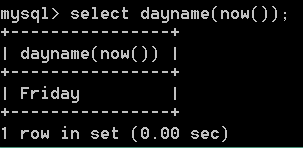 mysql> select dayname(now());
+----------------+
| dayname(now()) |
+----------------+
| Friday         |
+----------------+
1 row in set (0.00 sec)